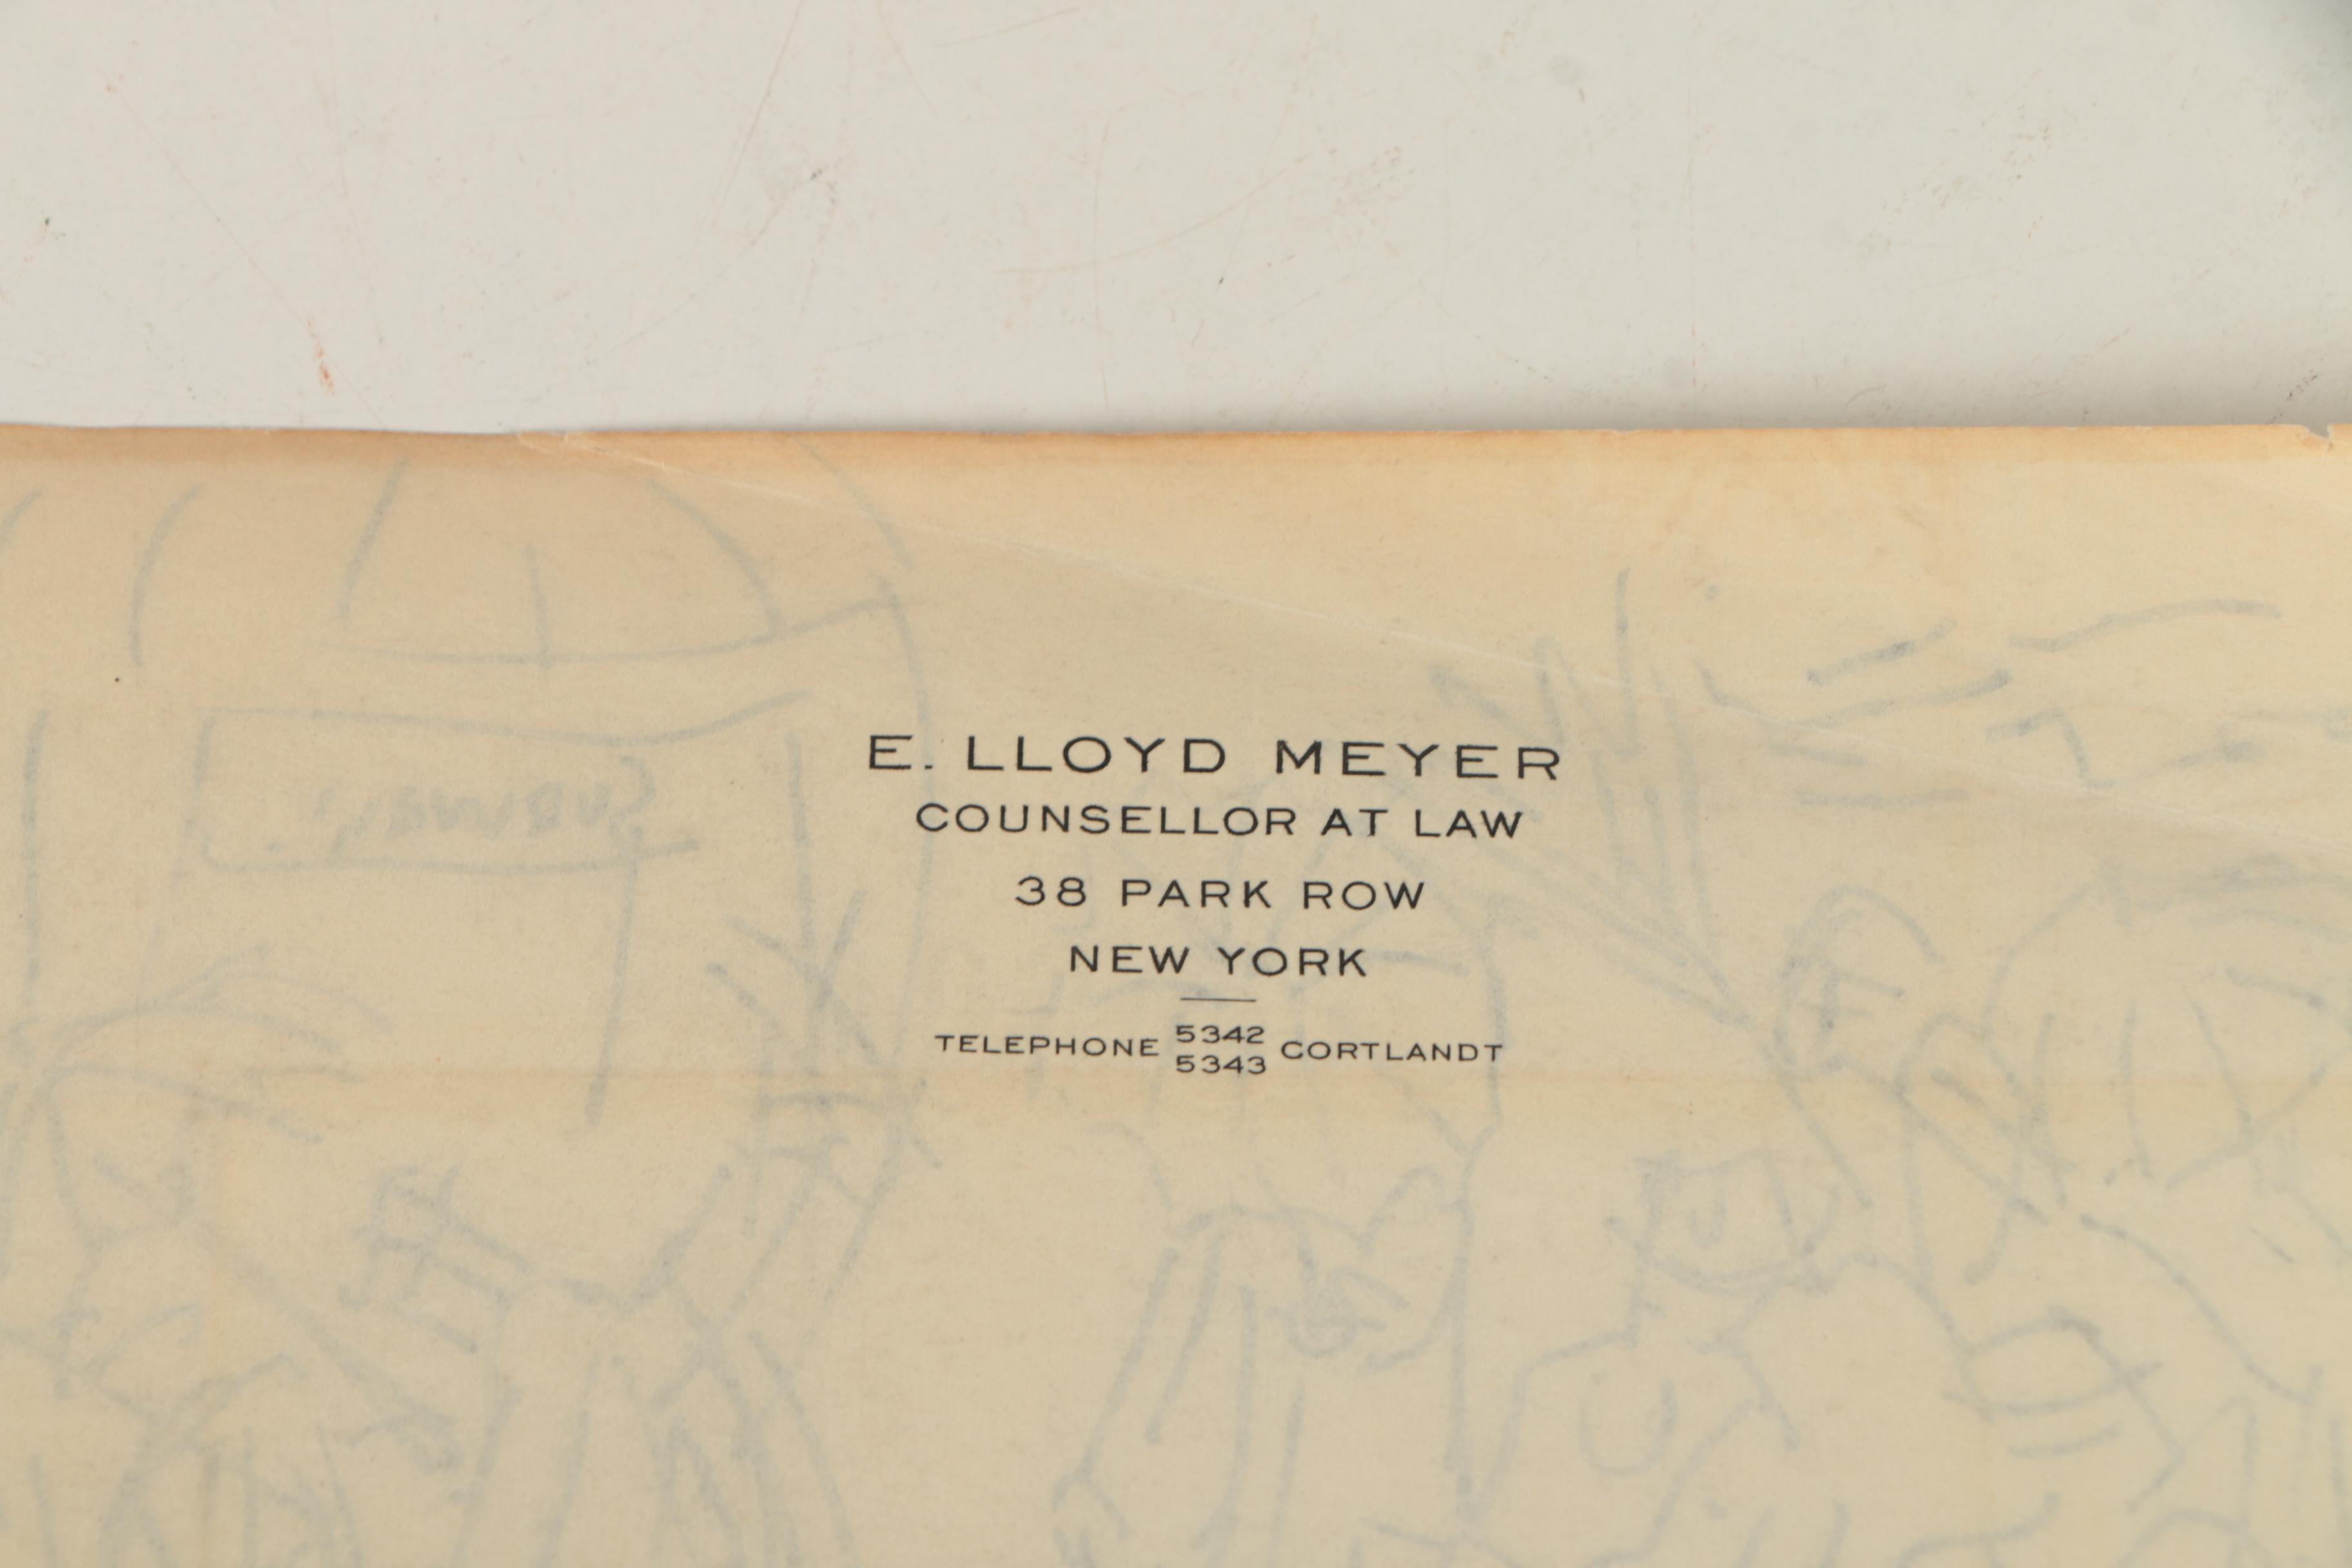 E. LLOYD MEYER
COUNSELLOR AT LAW
38 PARK ROW
NEW YORK
TELEPHONE 5342 5343 CORTLANDT